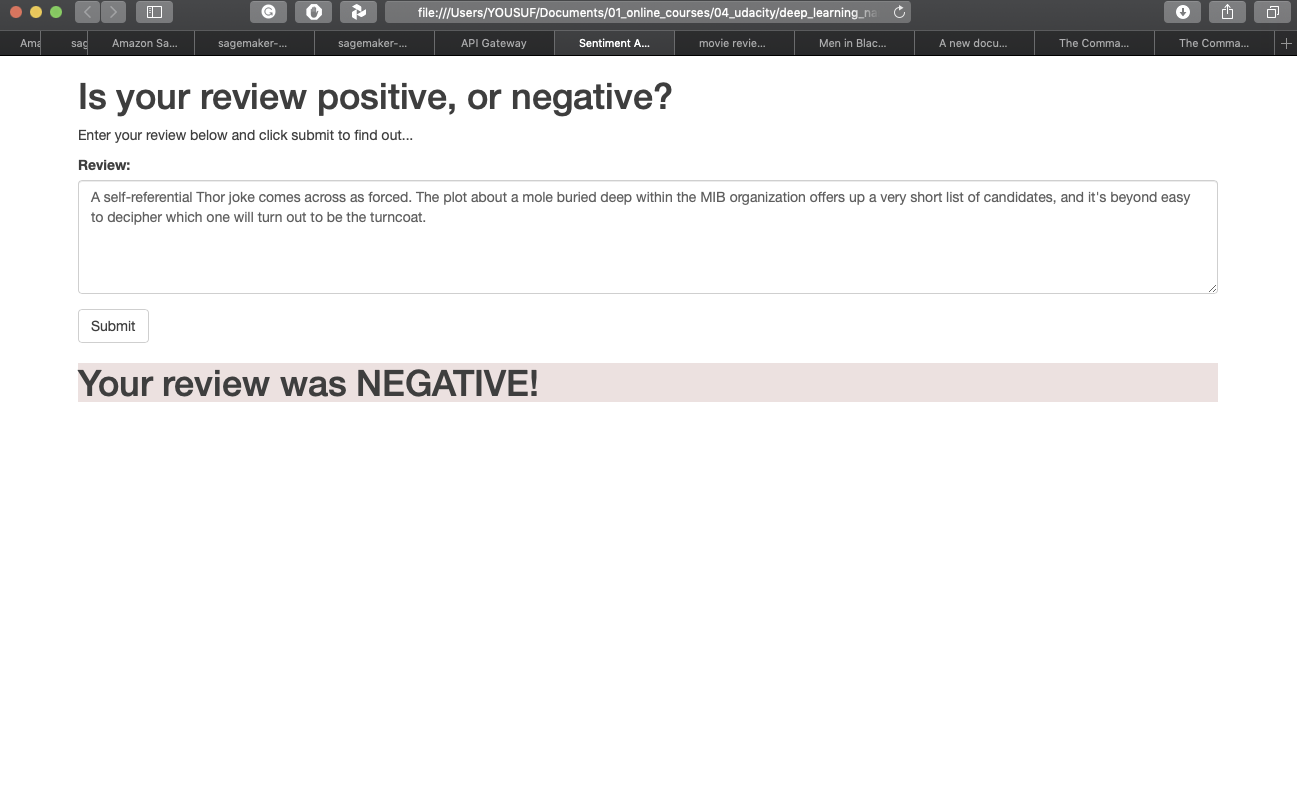 file:///Users/YOUSUF/Documents/01_online_courses/04_udacity/deep_learning_na
Ama
sag
Amazon Sa...
sagemaker-...
sagemaker-...
API Gateway
Sentiment A...
movie revie...
Men in Blac...
A new docu...
The Comma...
The Comma...
Is your review positive, or negative?
Enter your review below and click submit to find out...
Review:
A self-referential Thor joke comes across as forced. The plot about a mole buried deep within the MIB organization offers up a very short list of candidates, and it's beyond easy
to decipher which one will turn out to be the turncoat.
Submit
Your review was NEGATIVE!